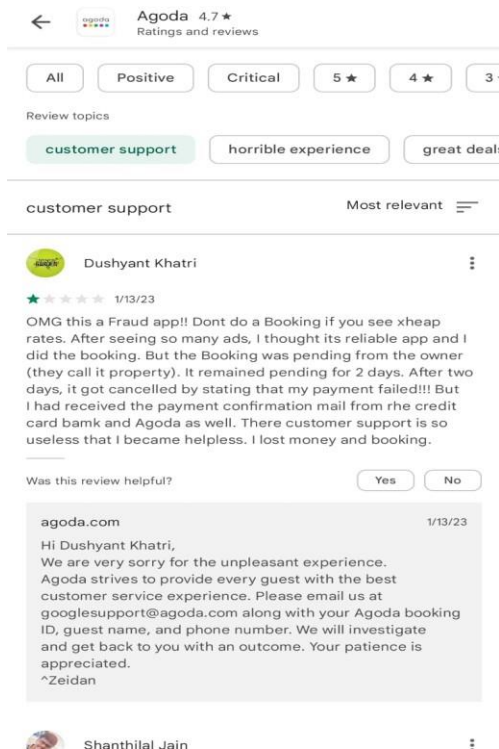 Agoda 4.7 ★
agoda
Ratings and reviews
All Positive Critical 5 ★ 4 ★ 3
Review topics
customer support horrible experience great deals
customer support Most relevant
Dushyant Khatri
1/13/23
OMG this a Fraud app!! Dont do a Booking if you see xheap
rates. After seeing so many ads, I thought its reliable app and I
did the booking. But the Booking was pending from the owner
(they call it property). It remained pending for 2 days. After two
days, it got cancelled by stating that my payment failed!!! But
I had received the payment confirmation mail from rhe credit
card bamk and Agoda as well. There customer support is so
useless that I became helpless. I lost money and booking.
Was this review helpful? Yes No
agoda.com 1/13/23
Hi Dushyant Khatri,
We are very sorry for the unpleasant experience.
Agoda strives to provide every guest with the best
customer service experience. Please email us at
googlesupport@agoda.com along with your Agoda booking
ID, guest name, and phone number. We will investigate
and get back to you with an outcome. Your patience is
appreciated.
^Zeidan
Shanthilal Jain